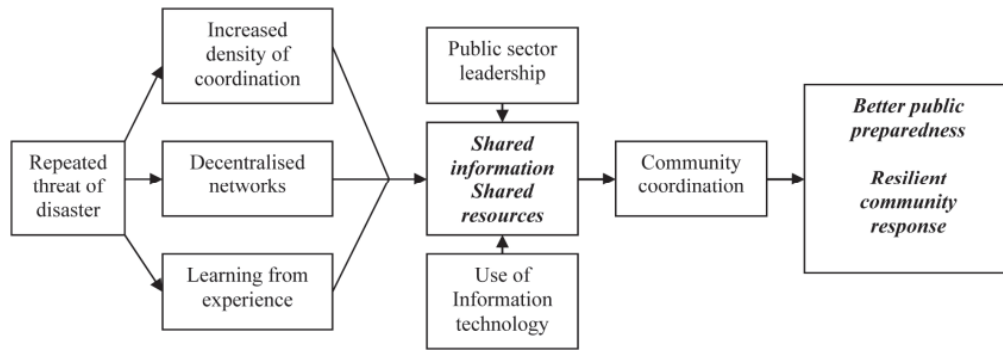 Repeated
threat of
disaster
Increased
density of
coordination
Decentralised
networks
Learning from
experience
Public sector
leadership
Shared
information
Shared
resources
Use of
Information
technology
Community
coordination
Better public
preparedness
Resilient
community
response